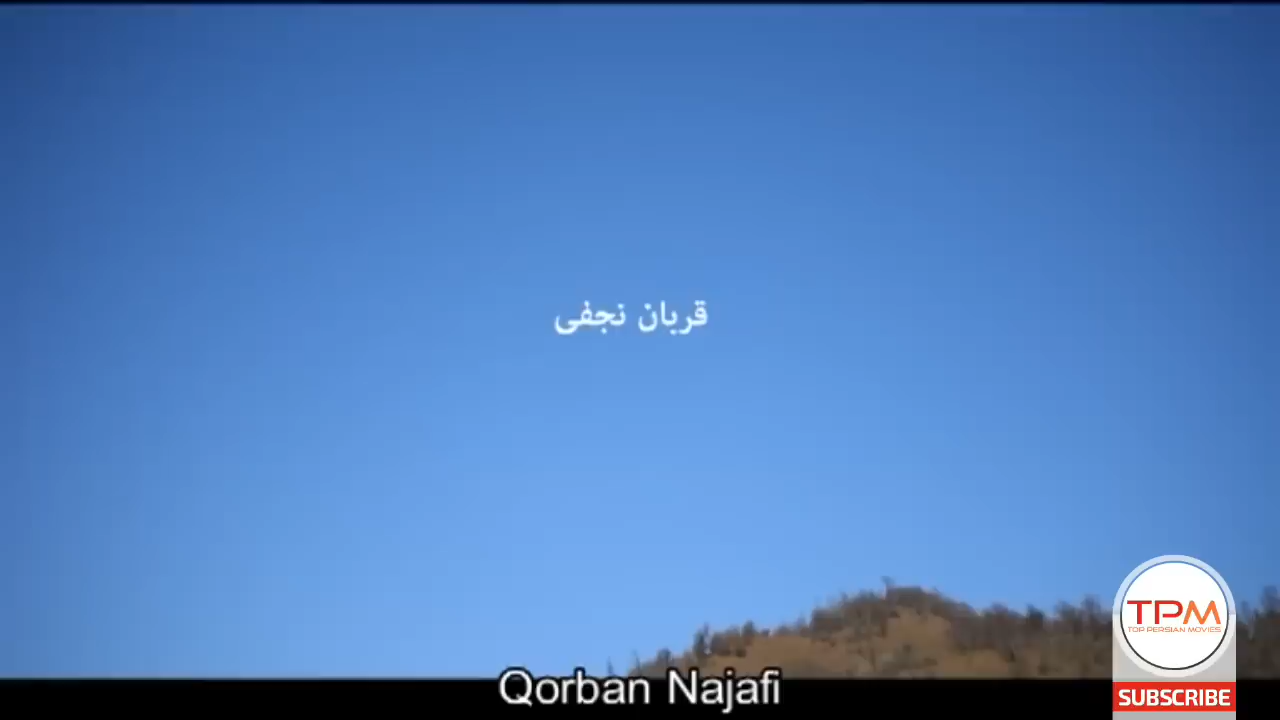 قربان نجفی
TPM
TOP PERSIAN MOVIES
Qorban Najafi
SUBSCRIBE